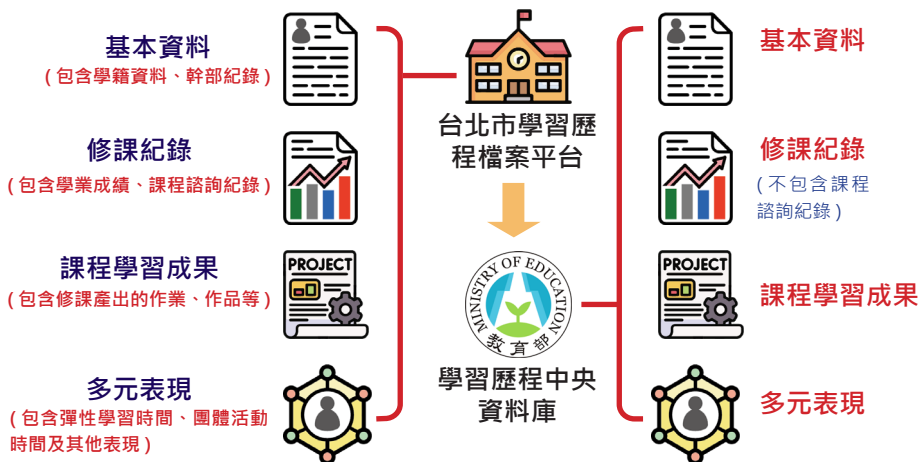 基本資料
(包含學籍資料、幹部紀錄)
修課紀錄
(包含學業成績、課程諮詢紀錄)
課程學習成果
(包含修課產出的作業、作品等)
多元表現
(包含彈性學習時間、團體活動
時間及其他表現)
PROJECT
台北市學習歷
程檔案平台
MINISTRY OF EDUCATION
教育部
學習歷程中央
資料庫
基本資料
修課紀錄
(不包含課程
諮詢紀錄)
PROJECT
課程學習成果
多元表現